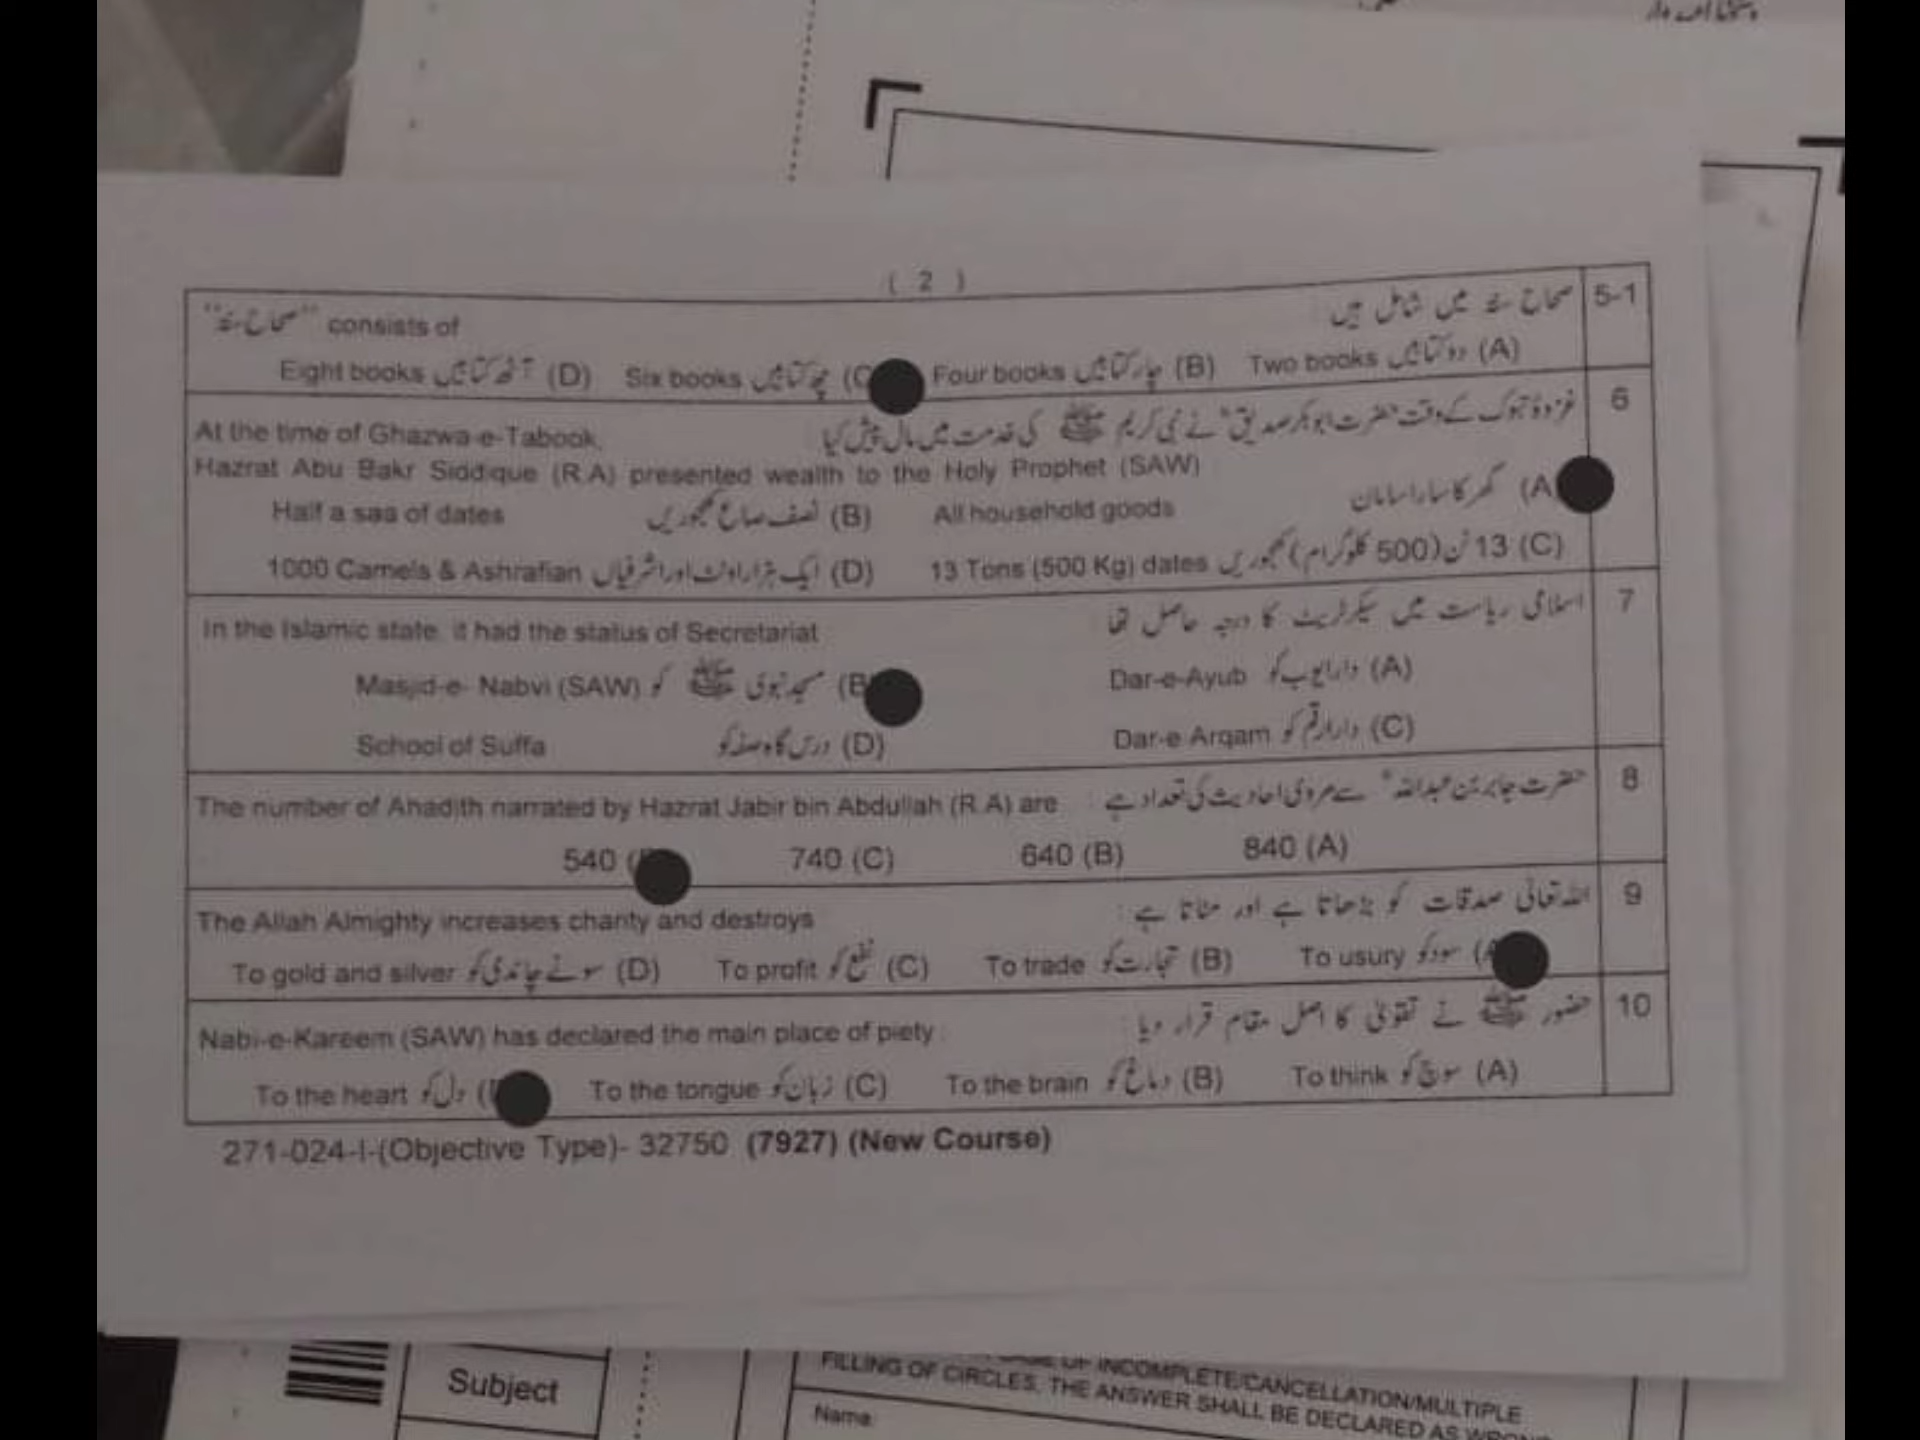 ( 2 )
5-1 صحاح ستہ میں شامل ہیں:
"صحاح ستہ" consists of
Two books دو کتابیں (A) Four books چار کتابیں (B) Six books چھ کتابیں (C Eight books آٹھ کتابیں (D)
6 غزوۂ تبوک کے وقت حضرت ابوبکر صدیقؓ نے نبی کریم ﷺ کی خدمت میں مال پیش کیا
At the time of Ghazwa-e-Tabook,
Hazrat Abu Bakr Siddique (R.A) presented wealth to the Holy Prophet (SAW)
All household goods گھر کا سارا سامان (A Half a saa of dates نصف صاع کھجوریں (B)
13 Tons (500 Kg) dates 13 ٹن (500 کلوگرام) کھجوریں (C) 1000 Camels & Ashrafian ایک ہزار اونٹ اور اشرفیاں (D)
7 اسلامی ریاست میں سیکرٹریٹ کا درجہ حاصل تھا
In the Islamic state, it had the status of Secretariat
Dar-e-Ayub دارِ ایوب کو (A) Masjid-e- Nabvi (SAW) مسجد نبوی ﷺ کو (B
Dar-e Arqam دارِ ارقم کو (C) School of Suffa درس گاہ صفہ کو (D)
8 حضرت جابر بن عبداللہؓ سے مروی احادیث کی تعداد ہے:
The number of Ahadith narrated by Hazrat Jabir bin Abdullah (R.A) are
840 (A) 640 (B) 740 (C) 540 (
9 اللہ تعالیٰ صدقات کو بڑھاتا ہے اور مٹاتا ہے:
The Allah Almighty increases charity and destroys
To usury سود کو (A To trade تجارت کو (B) To profit نفع کو (C) To gold and silver سونے چاندی کو (D)
10 حضور ﷺ نے تقویٰ کا اصل مقام قرار دیا:
Nabi-e-Kareem (SAW) has declared the main place of piety
To think سوچ کو (A) To the brain دماغ کو (B) To the tongue زبان کو (C) To the heart دل کو (
271-024-I-(Objective Type)- 32750 (7927) (New Course)
Subject
OF INCOMPLETE/CANCELLATION/MULTIPLE
FILLING OF CIRCLES, THE ANSWER SHALL BE DECLARED AS WRONG
Name